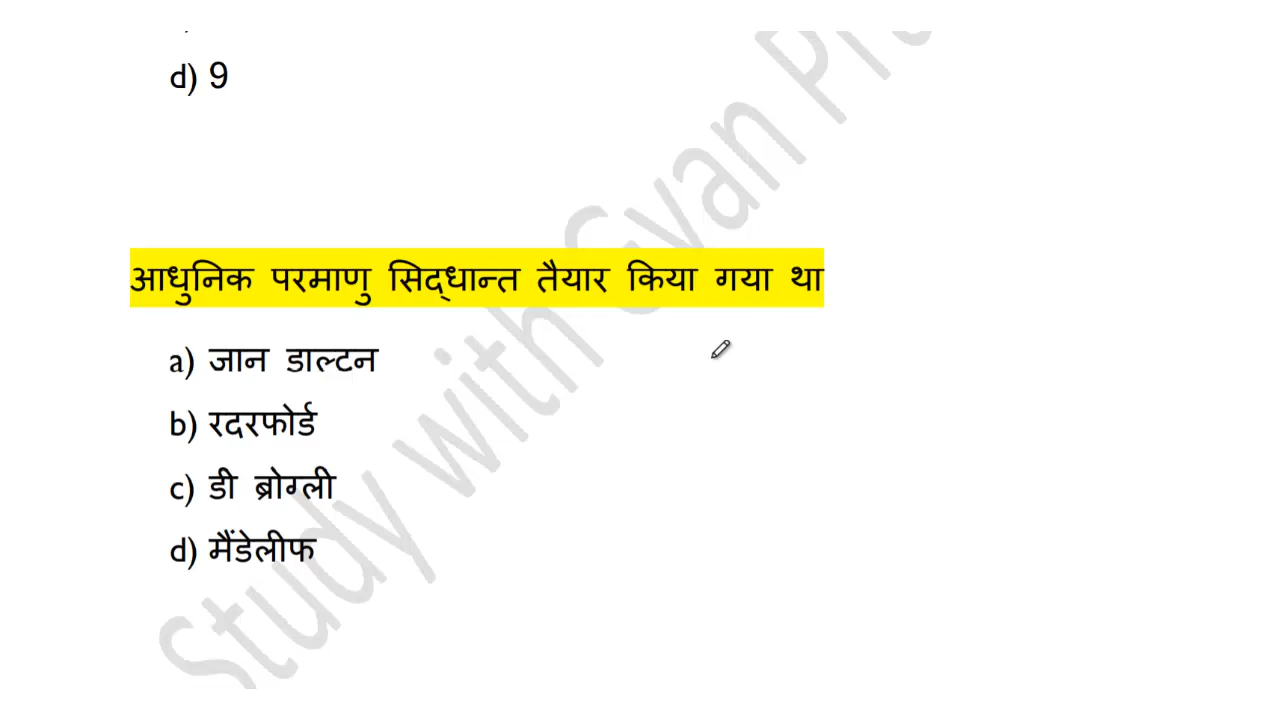 d) 9
आधुनिक परमाणु सिद्धान्त तैयार किया गया था
a) जान डाल्टन
b) रदरफोर्ड
c) डी ब्रोग्ली
d) मैंडेलीफ
Study with Gyan